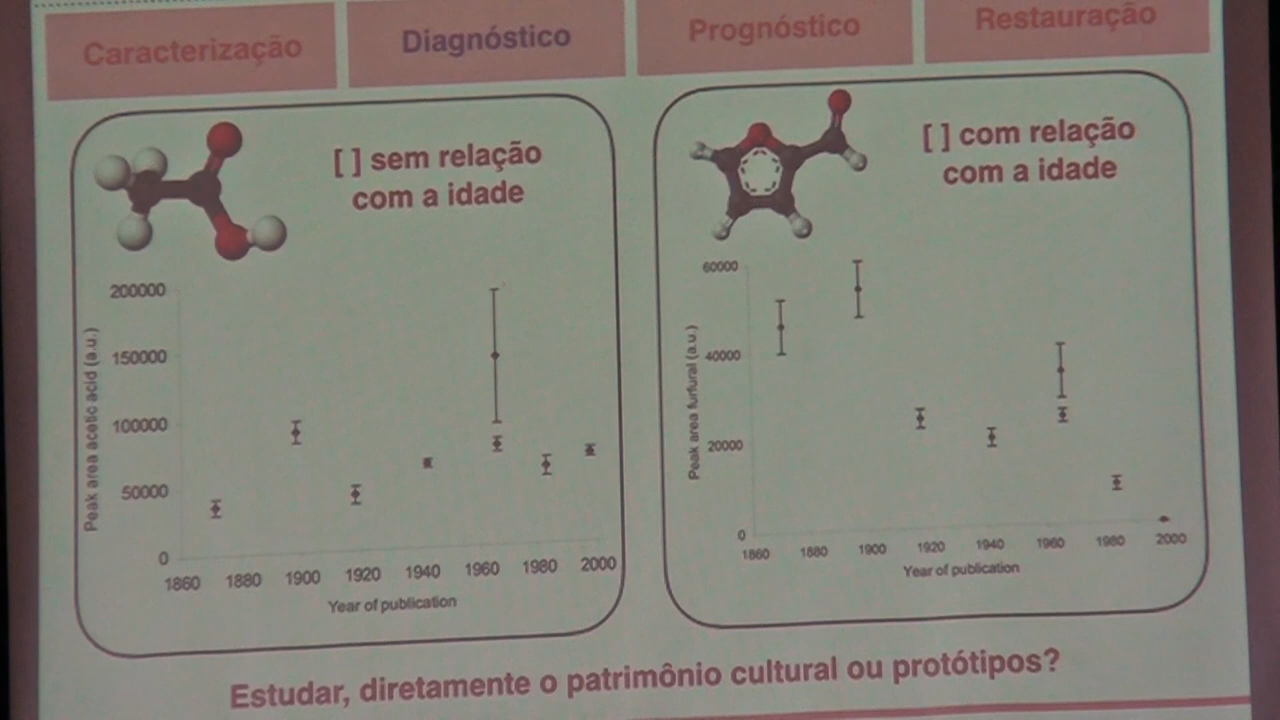 Caracterização
Diagnóstico
Prognóstico
Restauração
[ ] sem relação
com a idade
Peak area acetic acid (a.u.)
200000
150000
100000
50000
0
1860 1880 1900 1920 1940 1960 1980 2000
Year of publication
[ ] com relação
com a idade
Peak area furfural (a.u.)
60000
40000
20000
0
1860 1880 1900 1920 1940 1960 1980 2000
Year of publication
Estudar, diretamente o patrimônio cultural ou protótipos?